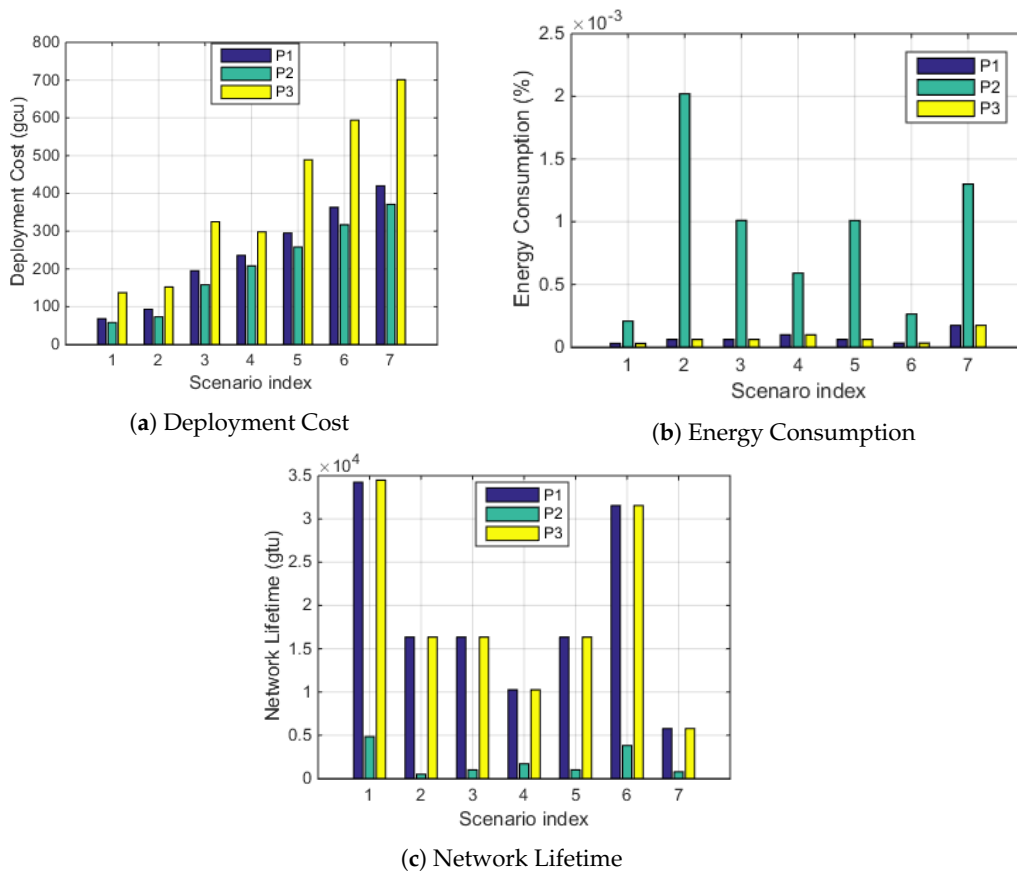 800
700
600
500
400
300
200
100
0
Deployment Cost (gcu)
P1
P2
P3
1 2 3 4 5 6 7
Scenario index
(a) Deployment Cost
×10⁻³
2.5
2
1.5
1
0.5
0
Energy Consumption (%)
P1
P2
P3
1 2 3 4 5 6 7
Scenaro index
(b) Energy Consumption
×10⁴
3.5
3
2.5
2
1.5
1
0.5
0
Network Lifetime (gtu)
P1
P2
P3
1 2 3 4 5 6 7
Scenario index
(c) Network Lifetime